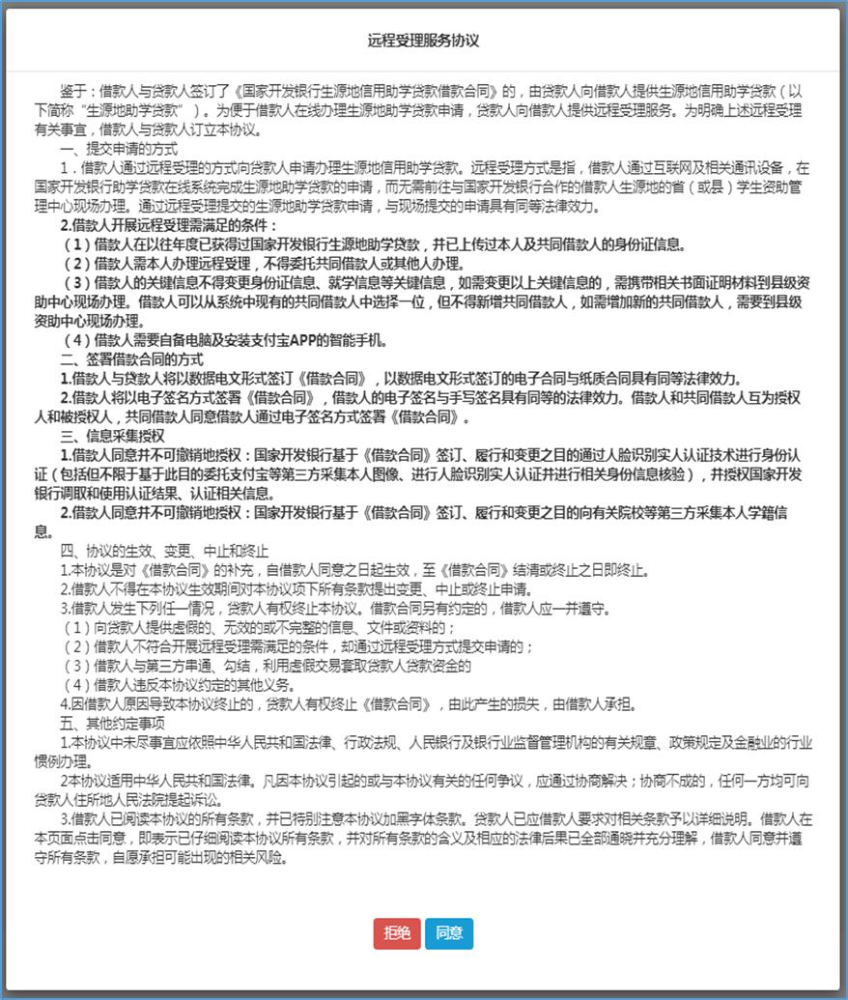 远程受理服务协议
鉴于：借款人与贷款人签订了《国家开发银行生源地信用助学贷款借款合同》的，由贷款人向借款人提供生源地信用助学贷款（以
下简称“生源地助学贷款”）。为便于借款人在线办理生源地助学贷款申请，贷款人向借款人提供远程受理服务。为明确上述远程受理
有关事宜，借款人与贷款人订立本协议。
一、提交申请的方式
1．借款人通过远程受理的方式向贷款人申请办理生源地信用助学贷款。远程受理方式是指，借款人通过互联网及相关通讯设备，在
国家开发银行助学贷款在线系统完成生源地助学贷款的申请，而无需前往与国家开发银行合作的借款人生源地的省（或县）学生资助管
理中心现场办理。通过远程受理提交的生源地助学贷款申请，与现场提交的申请具有同等法律效力。
2.借款人开展远程受理需满足的条件：
（1）借款人在以往年度已获得过国家开发银行生源地助学贷款，并已上传过本人及共同借款人的身份证信息。
（2）借款人需本人办理远程受理，不得委托共同借款人或其他人办理。
（3）借款人的关键信息不得变更身份证信息、就学信息等关键信息，如需变更以上关键信息的，需携带相关书面证明材料到县级资
助中心现场办理。借款人可以从系统中现有的共同借款人中选择一位，但不得新增共同借款人，如需增加新的共同借款人，需要到县级
资助中心现场办理。
（4）借款人需要自备电脑及安装支付宝APP的智能手机。
二、签署借款合同的方式
1.借款人与贷款人将以数据电文形式签订《借款合同》，以数据电文形式签订的电子合同与纸质合同具有同等法律效力。
2.借款人将以电子签名方式签署《借款合同》，借款人的电子签名与手写签名具有同等的法律效力。借款人和共同借款人互为授权
人和被授权人，共同借款人同意借款人通过电子签名方式签署《借款合同》。
三、信息采集授权
1.借款人同意并不可撤销地授权：国家开发银行基于《借款合同》签订、履行和变更之目的通过人脸识别实人认证技术进行身份认
证（包括但不限于基于此目的委托支付宝等第三方采集本人图像、进行人脸识别实人认证并进行相关身份信息核验），并授权国家开发
银行调取和使用认证结果、认证相关信息。
2.借款人同意并不可撤销地授权：国家开发银行基于《借款合同》签订、履行和变更之目的向有关院校等第三方采集本人学籍信
息。
四、协议的生效、变更、中止和终止
1.本协议是对《借款合同》的补充，自借款人同意之日起生效，至《借款合同》结清或终止之日即终止。
2.借款人不得在本协议生效期间对本协议项下所有条款提出变更、中止或终止申请。
3.借款人发生下列任一情况，贷款人有权终止本协议。借款合同另有约定的，借款人应一并遵守。
（1）向贷款人提供虚假的、无效的或不完整的信息、文件或资料的；
（2）借款人不符合开展远程受理需满足的条件，却通过远程受理方式提交申请的；
（3）借款人与第三方串通、勾结，利用虚假交易套取贷款人贷款资金的
（4）借款人违反本协议约定的其他义务。
4.因借款人原因导致本协议终止的，贷款人有权终止《借款合同》，由此产生的损失，由借款人承担。
五、其他约定事项
1.本协议中未尽事宜应依照中华人民共和国法律、行政法规、人民银行及银行业监督管理机构的有关规章、政策规定及金融业的行业
惯例办理。
2本协议适用中华人民共和国法律。凡因本协议引起的或与本协议有关的任何争议，应通过协商解决；协商不成的，任何一方均可向
贷款人住所地人民法院提起诉讼。
3.借款人已阅读本协议的所有条款，并已特别注意本协议加黑字体条款。贷款人已应借款人要求对相关条款予以详细说明。借款人在
本页面点击同意，即表示已仔细阅读本协议所有条款，并对所有条款的含义及相应的法律后果已全部通晓并充分理解，借款人同意并遵
守所有条款，自愿承担可能出现的相关风险。
拒绝 同意